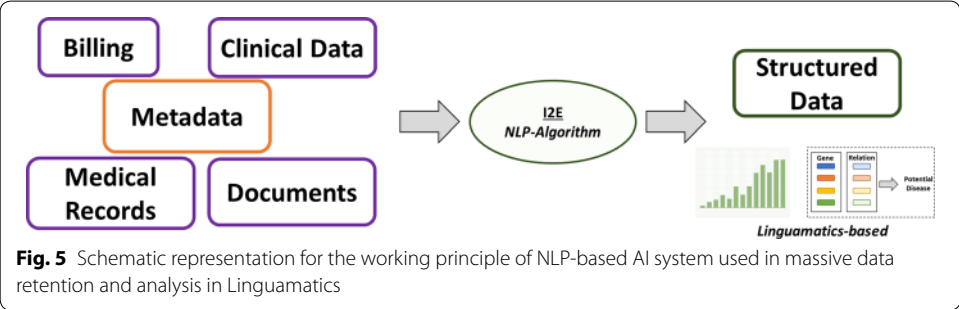 Billing
Clinical Data
Metadata
Medical
Records
Documents
I2E
NLP-Algorithm
Structured
Data
Gene
Relation
Potential
Disease
Linguamatics-based
Fig. 5 Schematic representation for the working principle of NLP-based AI system used in massive data
retention and analysis in Linguamatics